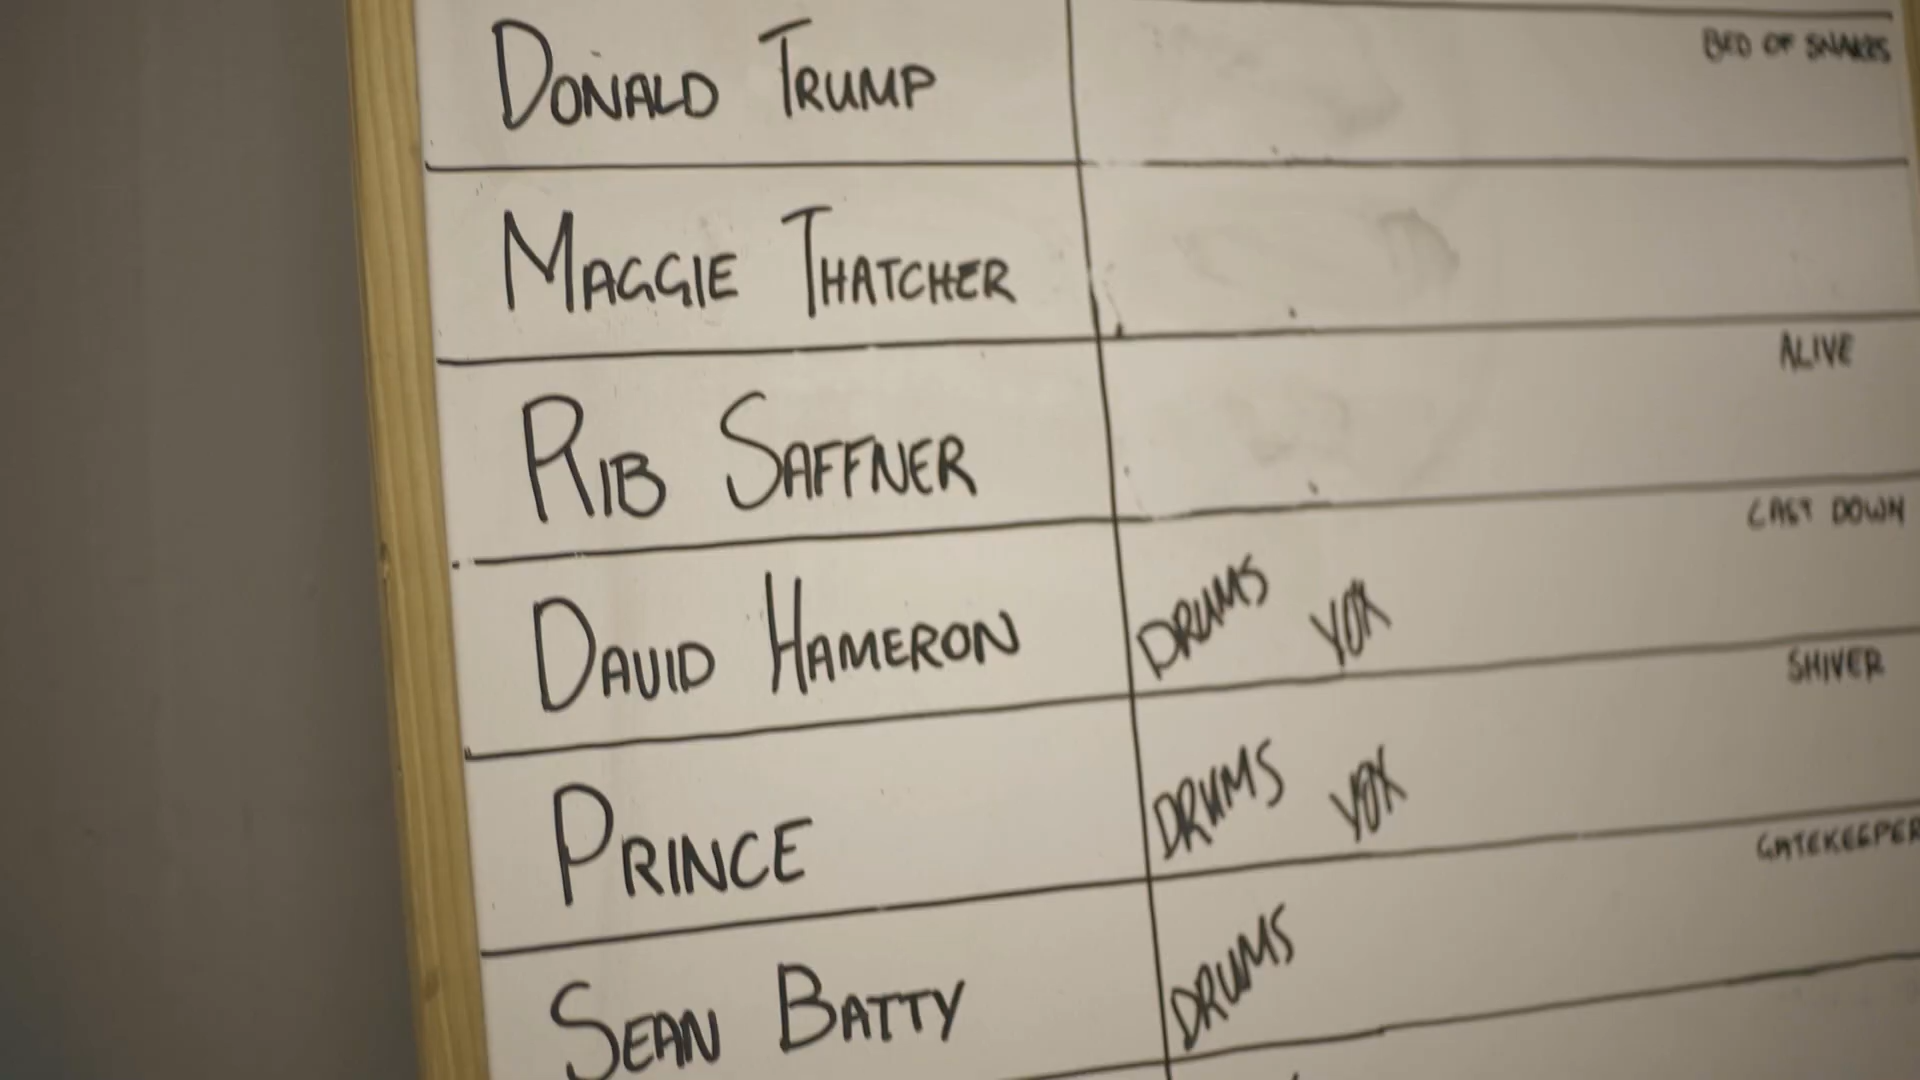 DONALD TRUMP BED OF SNAKES
MAGGIE THATCHER
RIB SAFFNER ALIVE
DAVID HAMERON DRUMS VOX CAST DOWN
PRINCE DRUMS VOX SHIVER
SEAN BATTY DRUMS GATEKEEPER